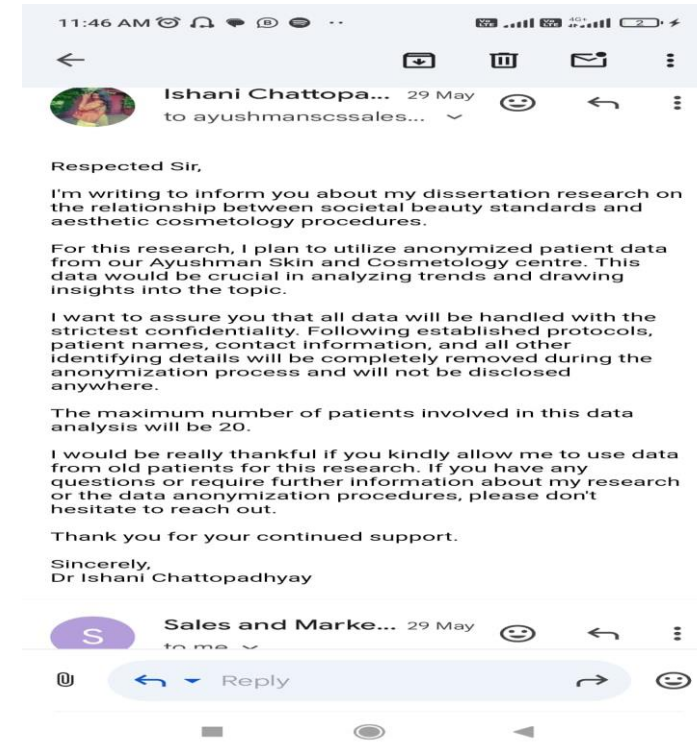 11:46 AM
4G+
2
Ishani Chattopa... 29 May
to ayushmanscssales...
Respected Sir,
I'm writing to inform you about my dissertation research on
the relationship between societal beauty standards and
aesthetic cosmetology procedures.
For this research, I plan to utilize anonymized patient data
from our Ayushman Skin and Cosmetology centre. This
data would be crucial in analyzing trends and drawing
insights into the topic.
I want to assure you that all data will be handled with the
strictest confidentiality. Following established protocols,
patient names, contact information, and all other
identifying details will be completely removed during the
anonymization process and will not be disclosed
anywhere.
The maximum number of patients involved in this data
analysis will be 20.
I would be really thankful if you kindly allow me to use data
from old patients for this research. If you have any
questions or require further information about my research
or the data anonymization procedures, please don't
hesitate to reach out.
Thank you for your continued support.
Sincerely,
Dr Ishani Chattopadhyay
S
Sales and Marke... 29 May
to me
Reply